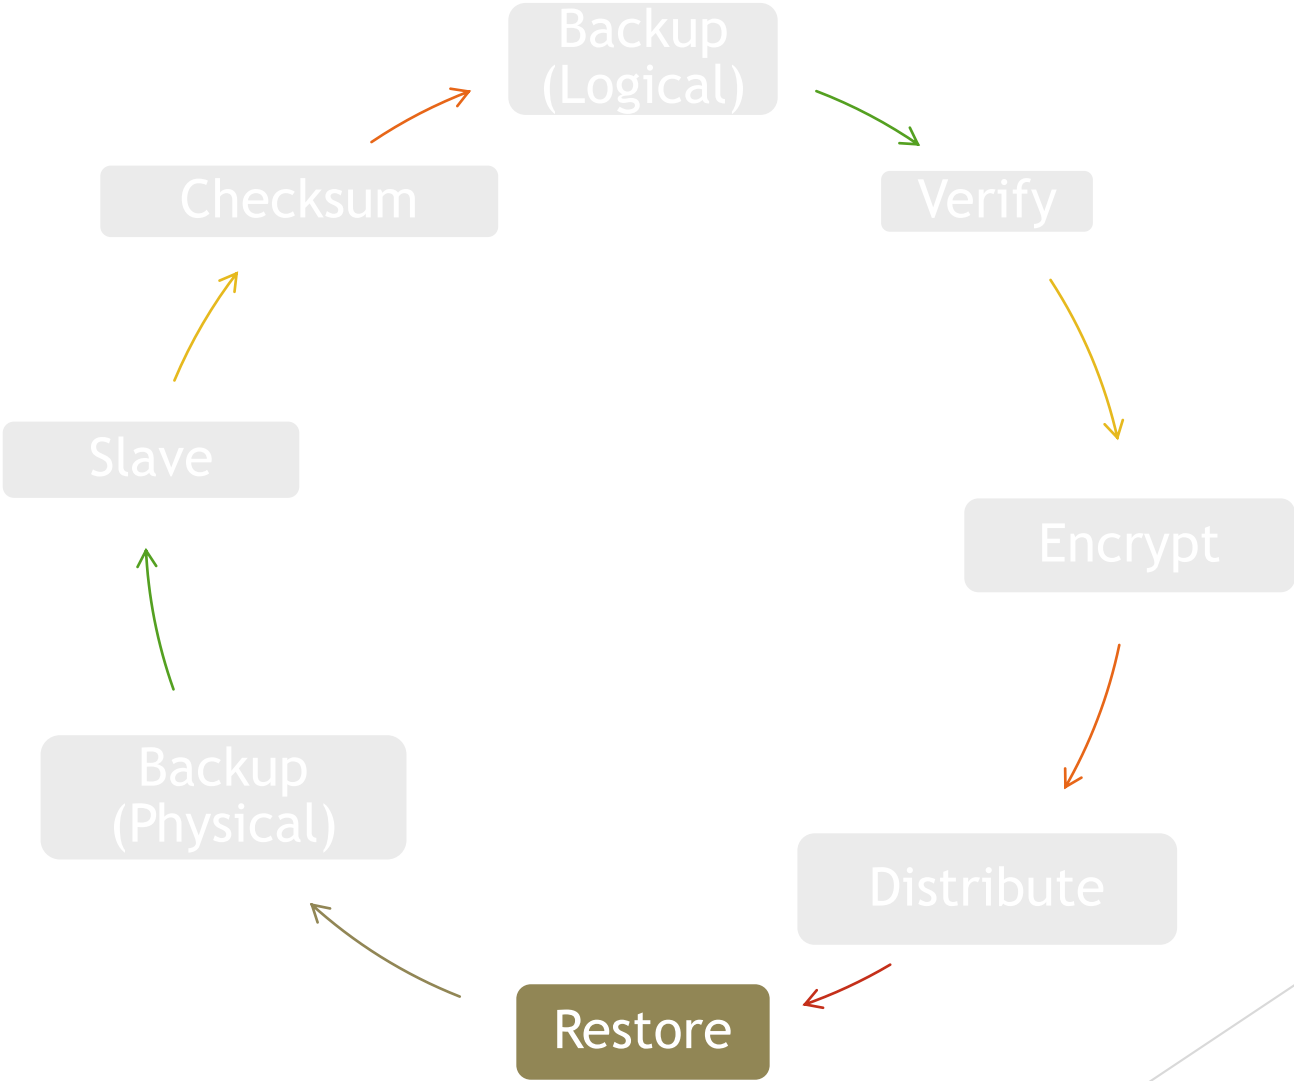 Backup
(Logical)
Verify
Encrypt
Distribute
Restore
Backup
(Physical)
Slave
Checksum